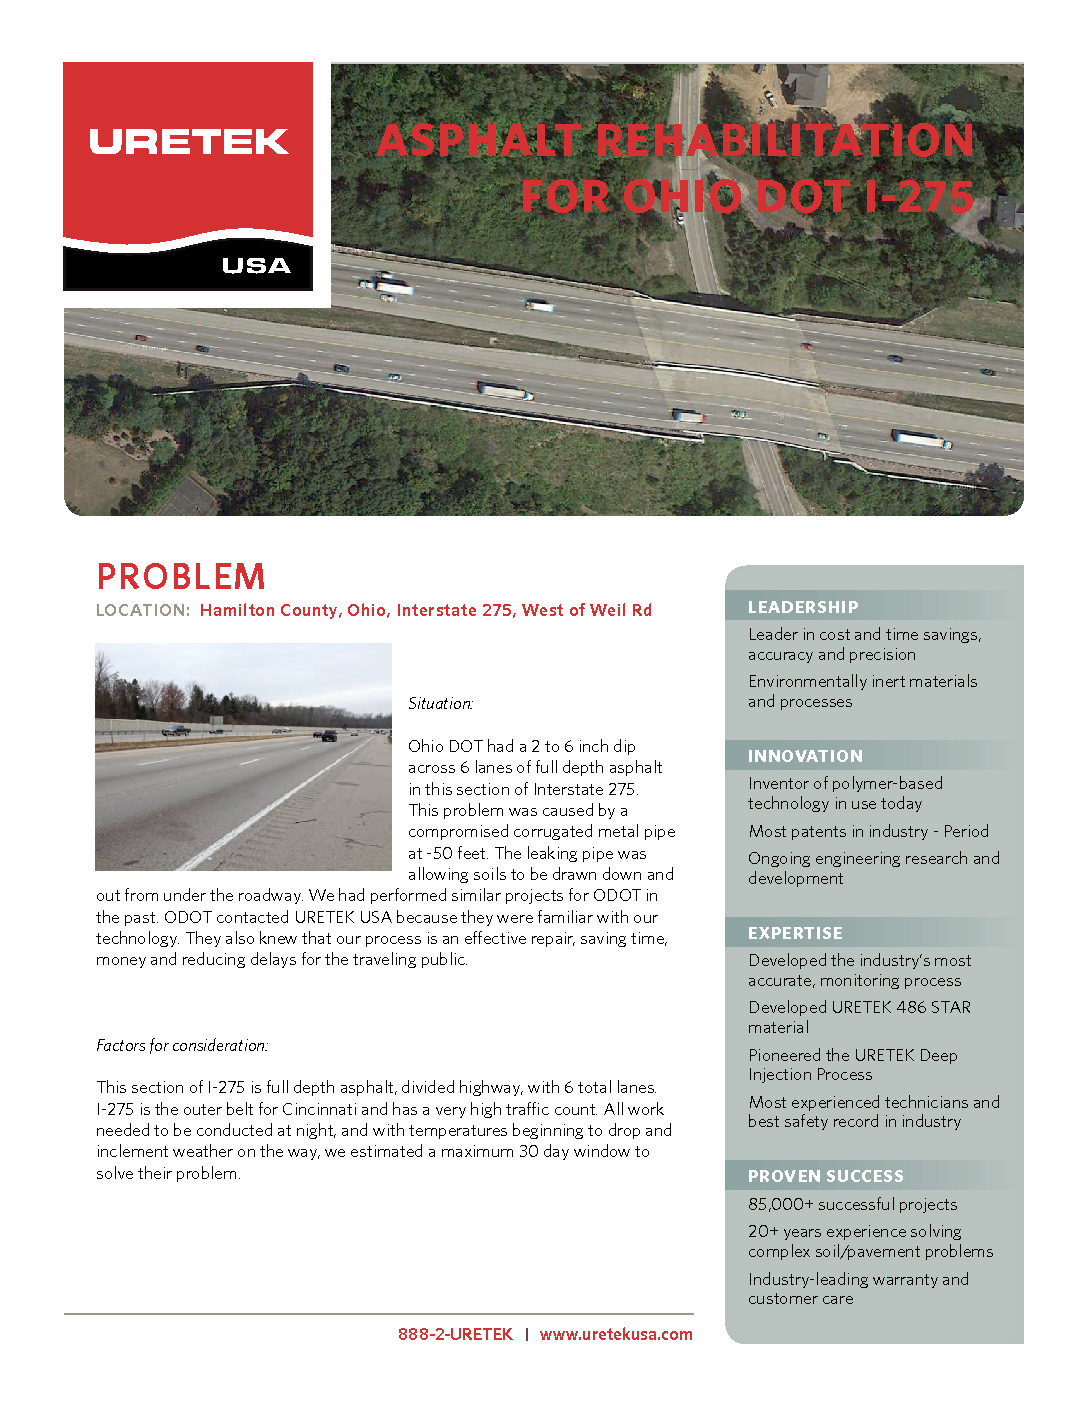 URETEK
USA
ASPHALT REHABILITATION
FOR OHIO DOT I-275
PROBLEM
LOCATION: Hamilton County, Ohio, Interstate 275, West of Weil Rd
Situation:
Ohio DOT had a 2 to 6 inch dip
across 6 lanes of full depth asphalt
in this section of Interstate 275.
This problem was caused by a
compromised corrugated metal pipe
at -50 feet. The leaking pipe was
allowing soils to be drawn down and
out from under the roadway. We had performed similar projects for ODOT in
the past. ODOT contacted URETEK USA because they were familiar with our
technology. They also knew that our process is an effective repair, saving time,
money and reducing delays for the traveling public.
Factors for consideration:
This section of I-275 is full depth asphalt, divided highway, with 6 total lanes.
I-275 is the outer belt for Cincinnati and has a very high traffic count. All work
needed to be conducted at night, and with temperatures beginning to drop and
inclement weather on the way, we estimated a maximum 30 day window to
solve their problem.
888-2-URETEK | www.uretekusa.com
LEADERSHIP
Leader in cost and time savings,
accuracy and precision
Environmentally inert materials
and processes
INNOVATION
Inventor of polymer-based
technology in use today
Most patents in industry - Period
Ongoing engineering research and
development
EXPERTISE
Developed the industry's most
accurate, monitoring process
Developed URETEK 486 STAR
material
Pioneered the URETEK Deep
Injection Process
Most experienced technicians and
best safety record in industry
PROVEN SUCCESS
85,000+ successful projects
20+ years experience solving
complex soil/pavement problems
Industry-leading warranty and
customer care